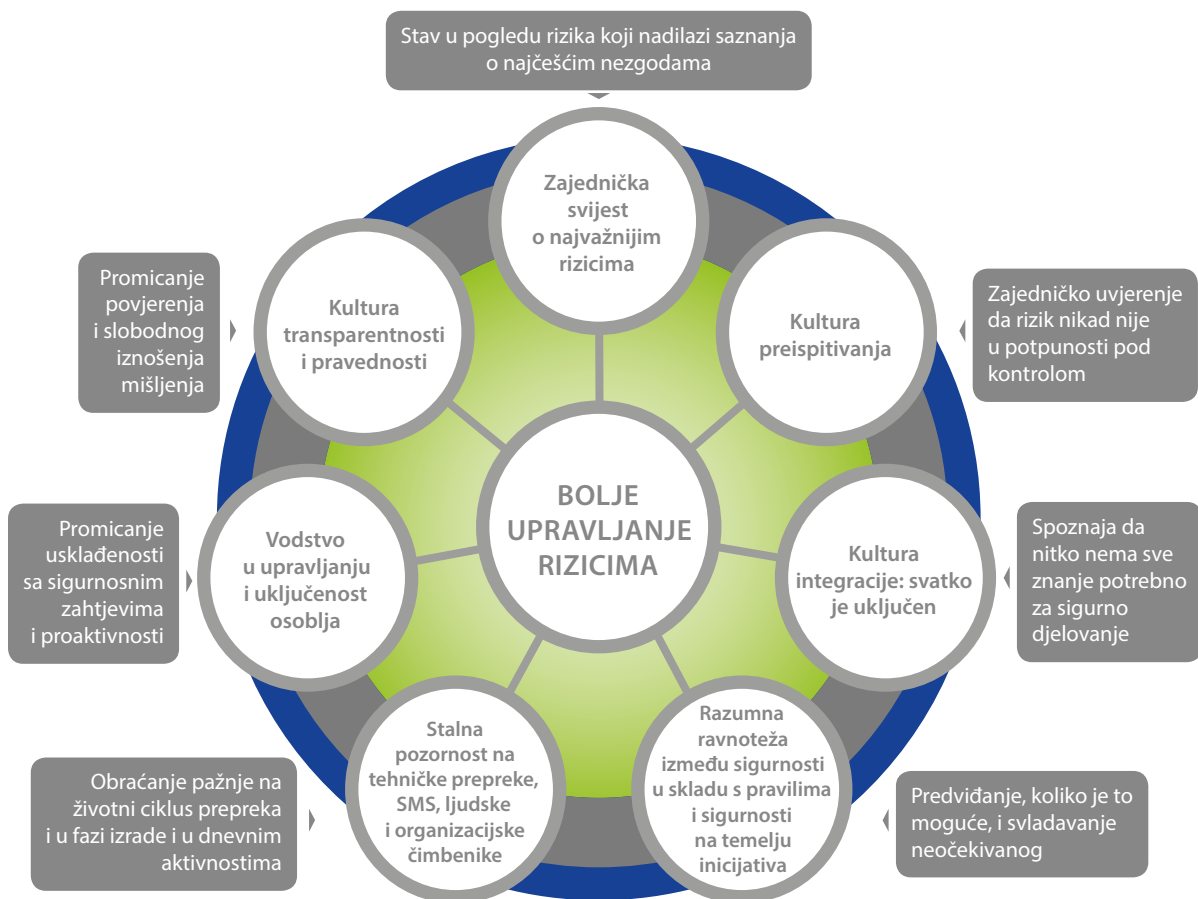 Stav u pogledu rizika koji nadilazi saznanja
o najčešćim nezgodama
Zajednička
svijest
o najvažnijim
rizicima
Promicanje
povjerenja
i slobodnog
iznošenja
mišljenja
Kultura
transparentnosti
i pravednosti
Kultura
preispitivanja
Zajedničko uvjerenje
da rizik nikad nije
u potpunosti pod
kontrolom
BOLJE
UPRAVLJANJE
RIZICIMA
Promicanje
usklađenosti
sa sigurnosnim
zahtjevima
i proaktivnosti
Vodstvo
u upravljanju
i uključenost
osoblja
Kultura
integracije: svatko
je uključen
Spoznaja da
nitko nema sve
znanje potrebno
za sigurno
djelovanje
Obraćanje pažnje na
životni ciklus prepreka
i u fazi izrade i u dnevnim
aktivnostima
Stalna
pozornost na
tehničke prepreke,
SMS, ljudske
i organizacijske
čimbenike
Razumna
ravnoteža
između sigurnosti
u skladu s pravilima
i sigurnosti
na temelju
inicijativa
Predviđanje, koliko je to
moguće, i svladavanje
neočekivanog